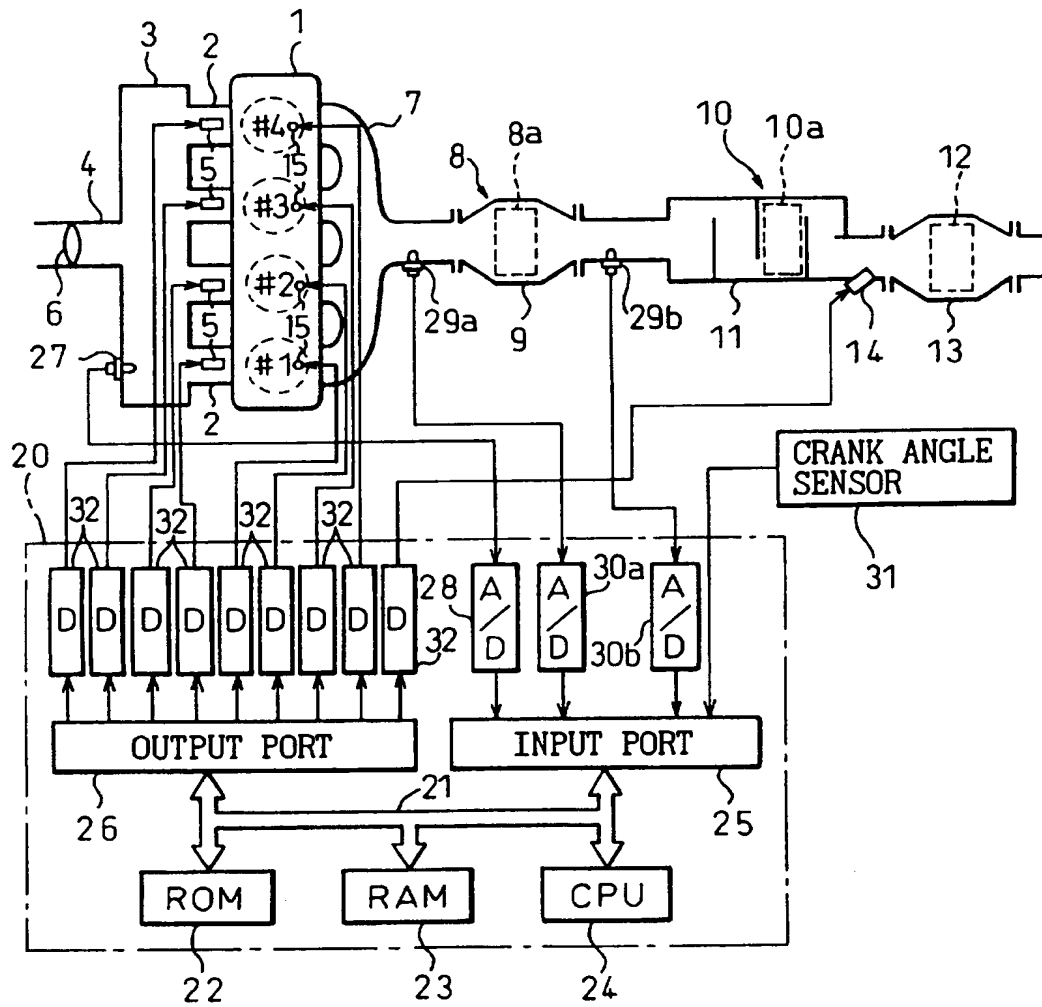 1
3
2
7
10
10a
12
8
8a
4
#4
5
15
#3
6
#2
29a
9
29b
11
14
13
27
5
15
#1
2
20
CRANK ANGLE
SENSOR
31
32
32
32
32
D
D
D
D
D
D
D
D
D
32
28
A/D
30a
A/D
30b
A/D
OUTPUT PORT
INPUT PORT
26
21
25
ROM
RAM
CPU
22
23
24